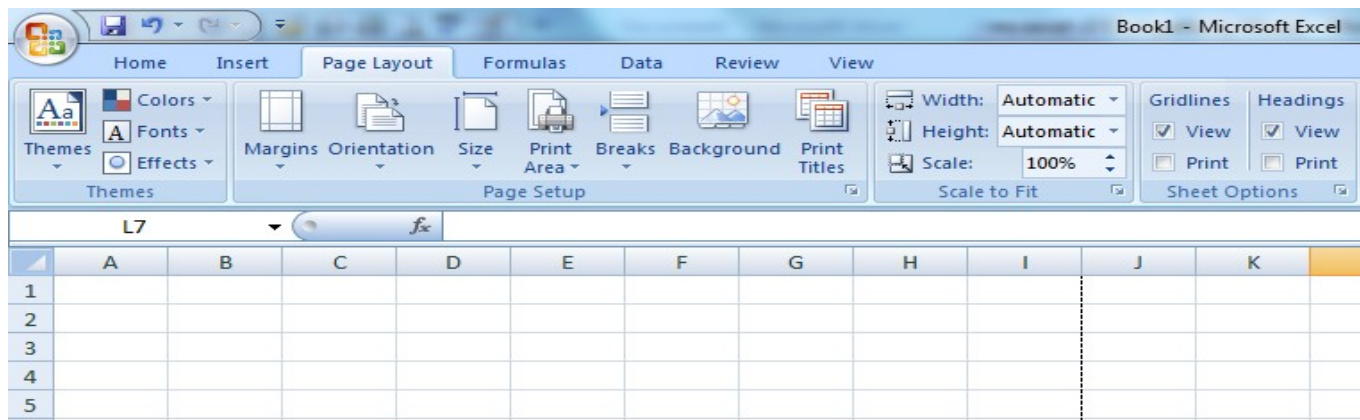 Book1 - Microsoft Excel
Home Insert Page Layout Formulas Data Review View
Aa Themes
Colors
A Fonts
Effects
Themes
Margins Orientation Size Print Area Breaks Background Print Titles
Page Setup
Width: Automatic
Height: Automatic
Scale: 100%
Scale to Fit
Gridlines Headings
View View
Print Print
Sheet Options
L7 fx
A B C D E F G H I J K
1
2
3
4
5